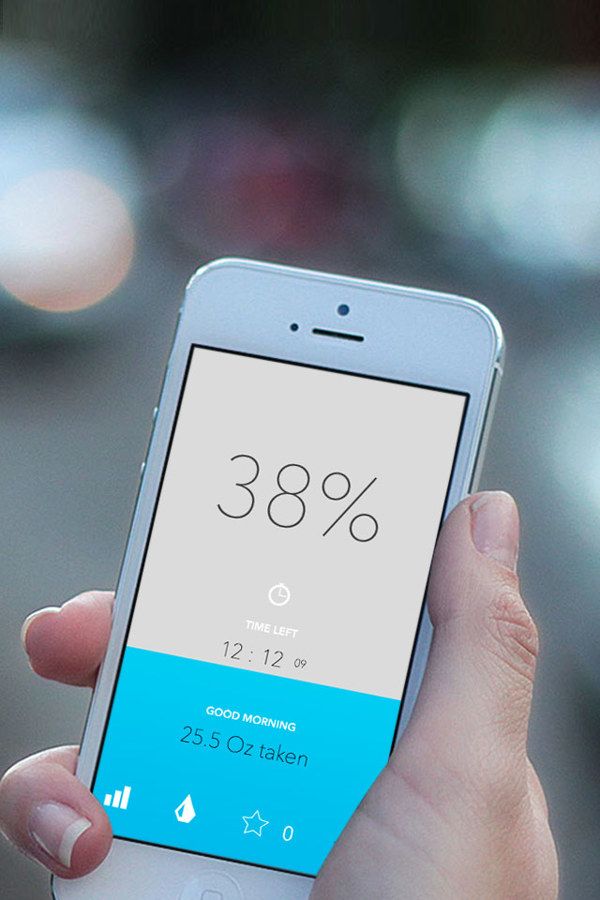 38%
TIME LEFT
12 : 12 09
GOOD MORNING
25.5 Oz taken
0